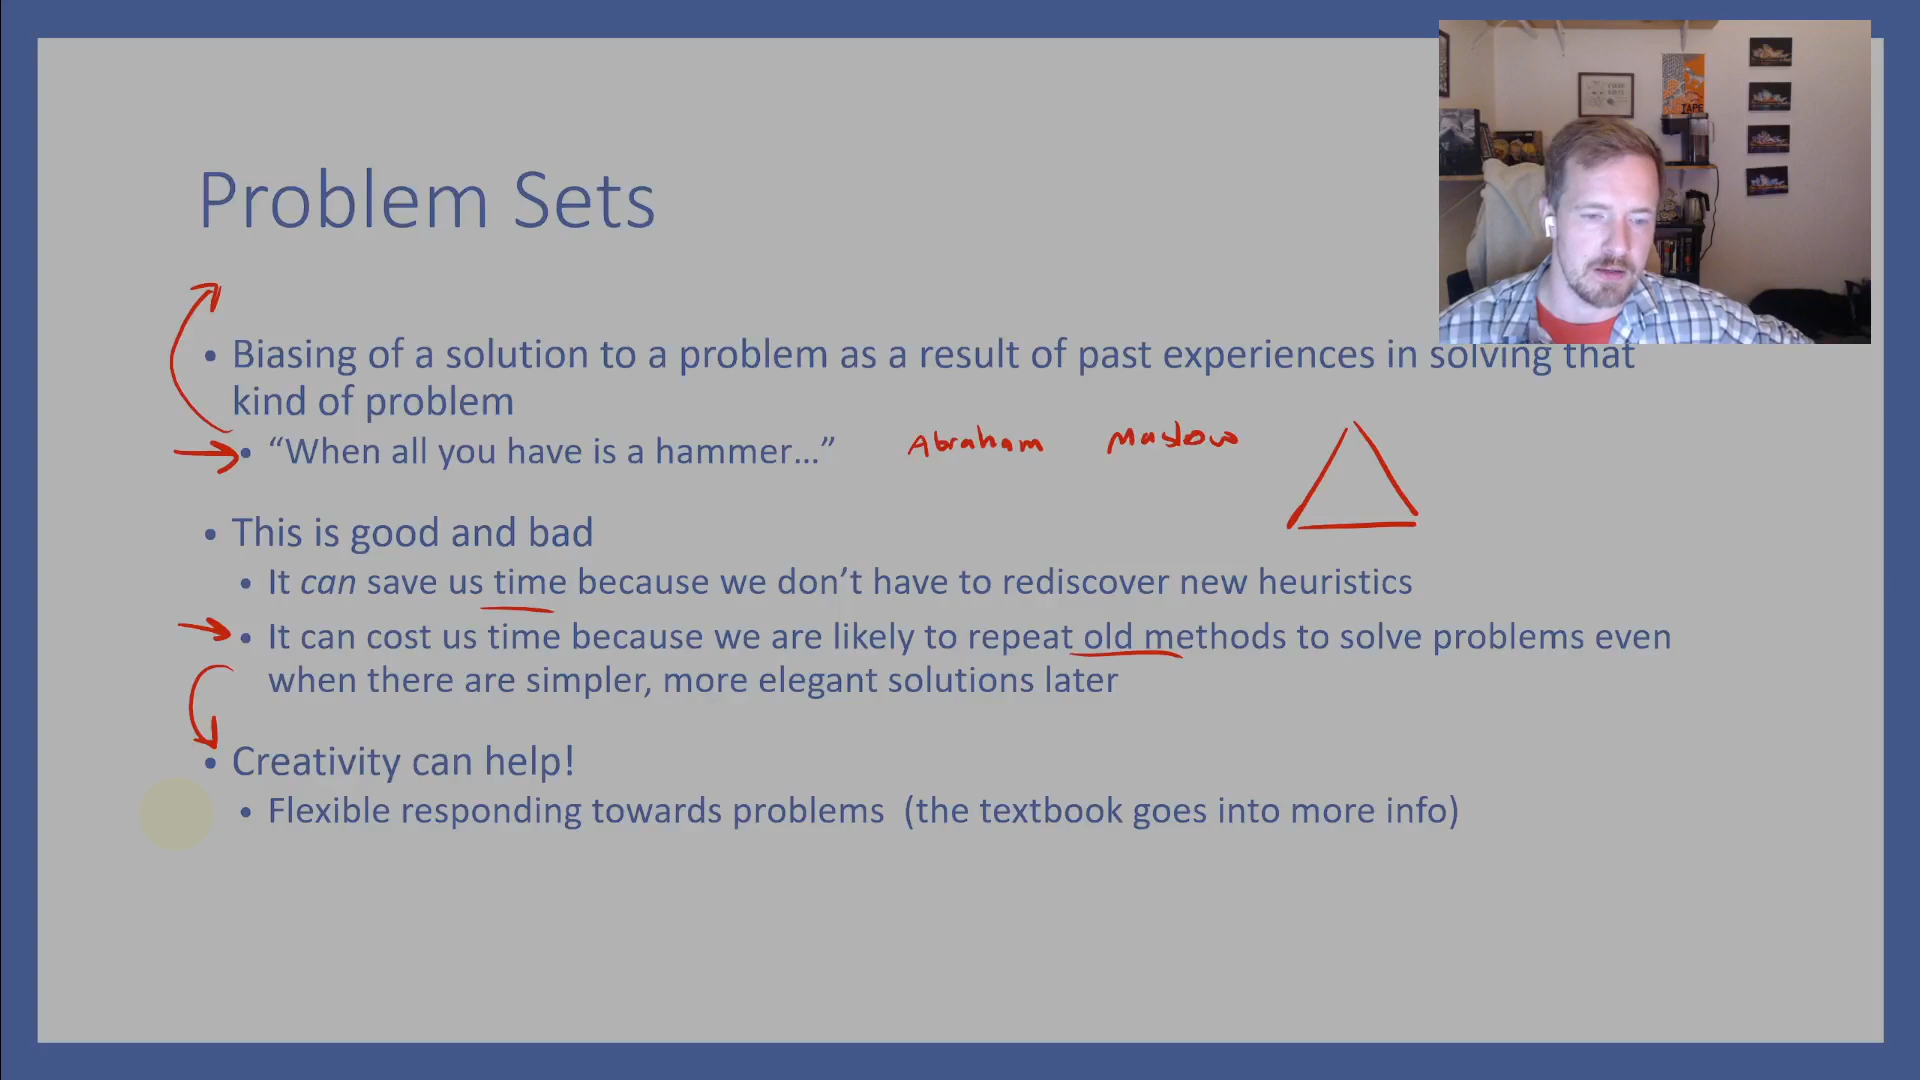 Problem Sets
• Biasing of a solution to a problem as a result of past experiences in solving that
kind of problem
• “When all you have is a hammer…” Abraham Maslow
• This is good and bad
• It can save us time because we don’t have to rediscover new heuristics
• It can cost us time because we are likely to repeat old methods to solve problems even
when there are simpler, more elegant solutions later
• Creativity can help!
• Flexible responding towards problems (the textbook goes into more info)
TAPE